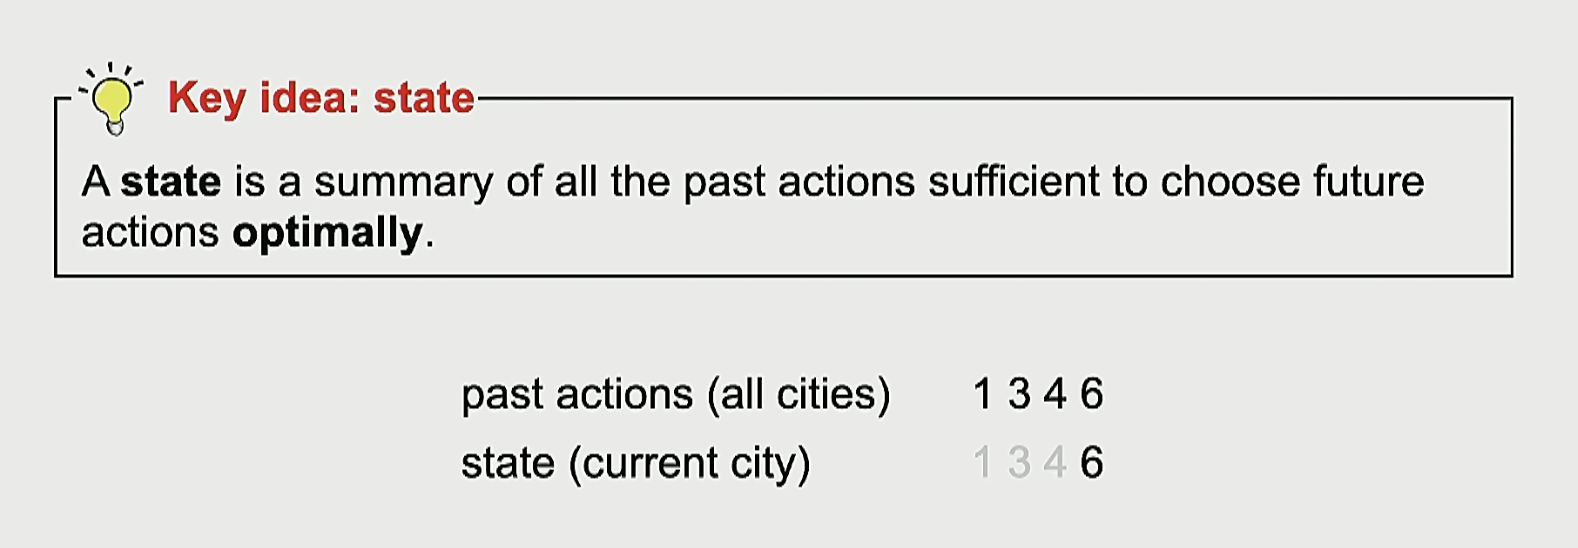 Key idea: state
A state is a summary of all the past actions sufficient to choose future
actions optimally.
past actions (all cities) 1 3 4 6
state (current city) 1 3 4 6